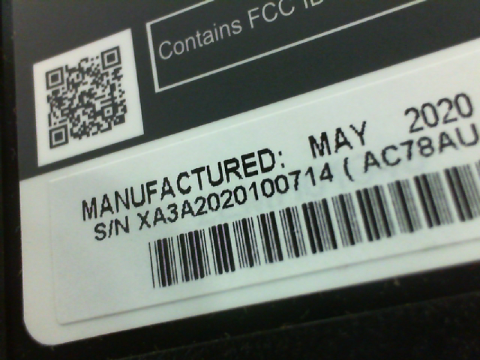 Contains FCC ID
MANUFACTURED: MAY 2020
S/N XA3A2020100714 ( AC78AU